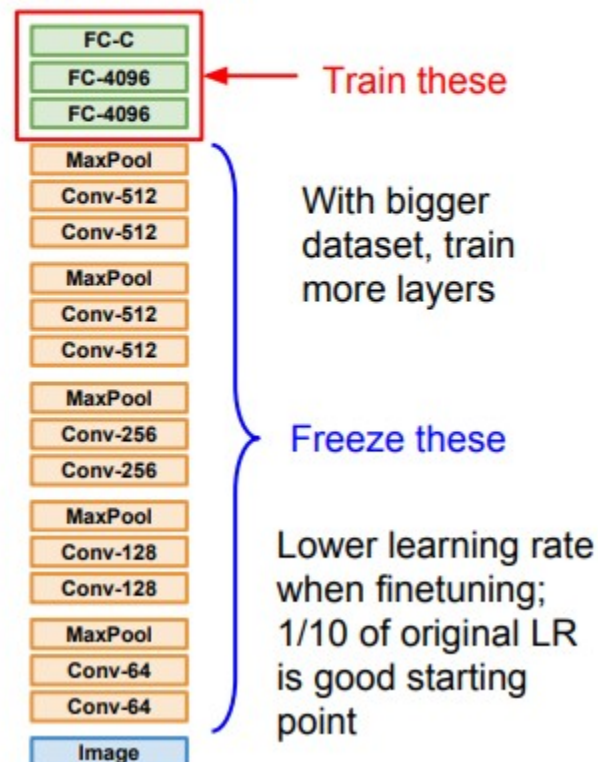 FC-C
FC-4096
FC-4096
Train these
MaxPool
Conv-512
Conv-512
With bigger
dataset, train
more layers
MaxPool
Conv-512
Conv-512
MaxPool
Conv-256
Conv-256
Freeze these
MaxPool
Conv-128
Conv-128
Lower learning rate
when finetuning;
1/10 of original LR
is good starting
point
MaxPool
Conv-64
Conv-64
Image